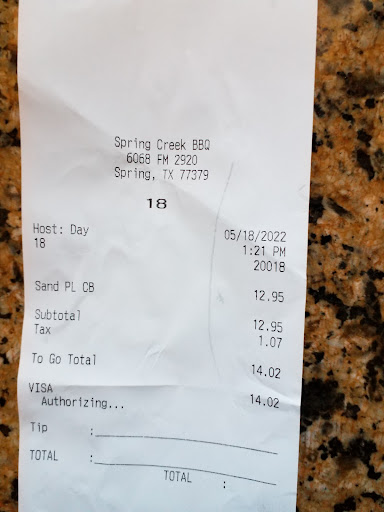 Spring Creek BBQ
6068 FM 2920
Spring, TX 77379
18
Host: Day 05/18/2022
18 1:21 PM
20018
Sand PL CB 12.95
Subtotal 12.95
Tax 1.07
To Go Total 14.02
VISA
Authorizing... 14.02
Tip :
TOTAL :
TOTAL :